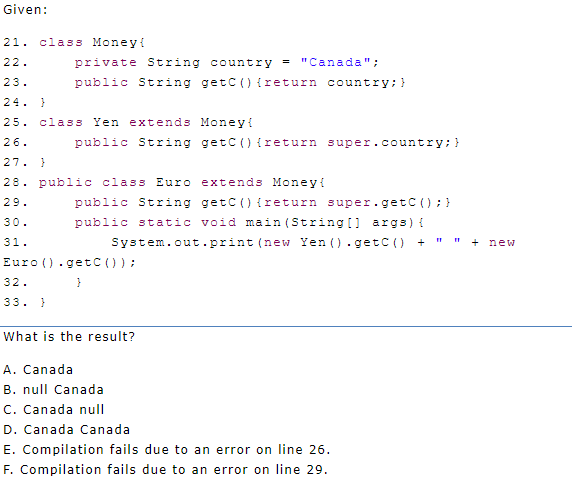 Given:
21. class Money{
22.     private String country = "Canada";
23.     public String getC(){return country;}
24. }
25. class Yen extends Money{
26.     public String getC(){return super.country;}
27. }
28. public class Euro extends Money{
29.     public String getC(){return super.getC();}
30.     public static void main(String[] args){
31.         System.out.print(new Yen().getC() + " " + new
Euro().getC());
32.     }
33. }
What is the result?
A. Canada
B. null Canada
C. Canada null
D. Canada Canada
E. Compilation fails due to an error on line 26.
F. Compilation fails due to an error on line 29.